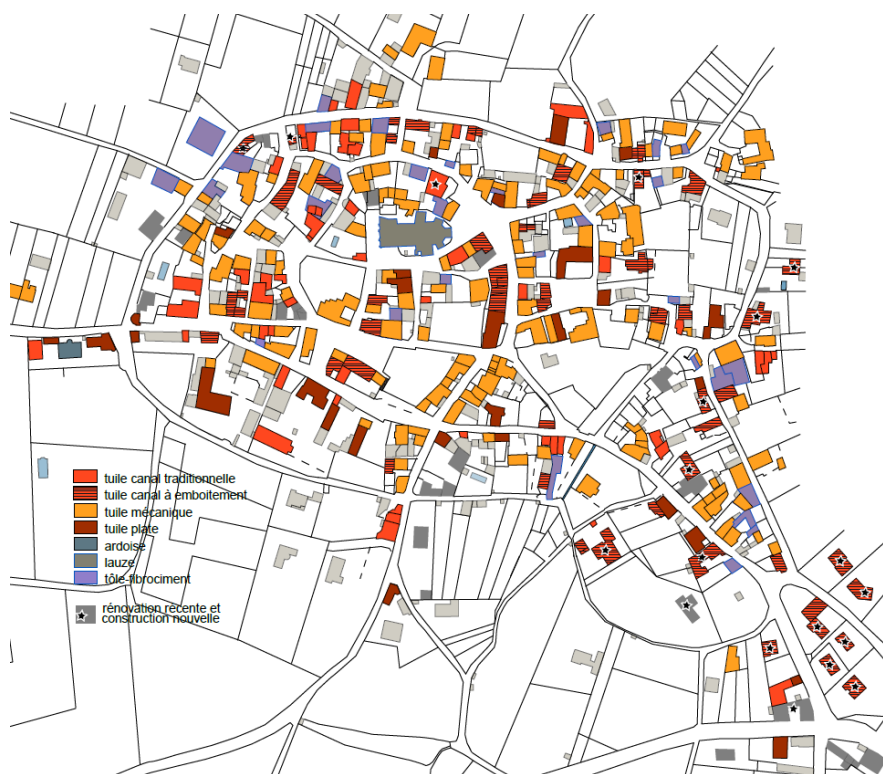 tuile canal traditionnelle
tuile canal à emboitement
tuile mécanique
tuile plate
ardoise
lauze
tôle-fibrociment
rénovation récente et
construction nouvelle